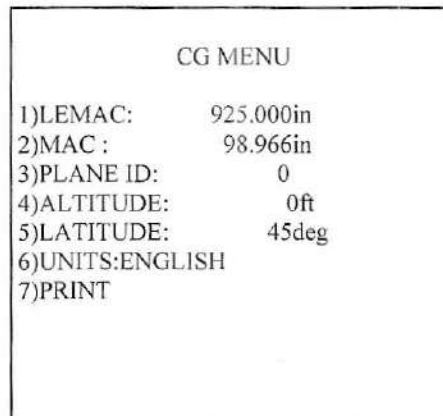 CG MENU
1)LEMAC: 925.000in
2)MAC : 98.966in
3)PLANE ID: 0
4)ALTITUDE: 0ft
5)LATITUDE: 45deg
6)UNITS:ENGLISH
7)PRINT